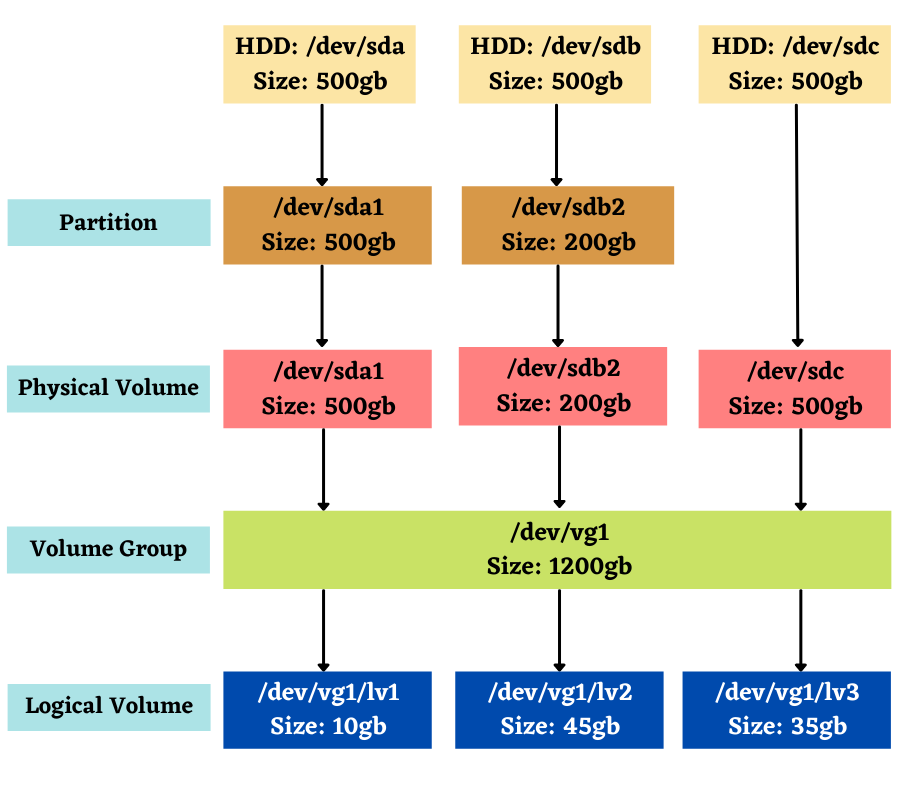 HDD: /dev/sda
Size: 500gb
HDD: /dev/sdb
Size: 500gb
HDD: /dev/sdc
Size: 500gb
Partition
/dev/sda1
Size: 500gb
/dev/sdb2
Size: 200gb
Physical Volume
/dev/sda1
Size: 500gb
/dev/sdb2
Size: 200gb
/dev/sdc
Size: 500gb
Volume Group
/dev/vg1
Size: 1200gb
Logical Volume
/dev/vg1/lv1
Size: 10gb
/dev/vg1/lv2
Size: 45gb
/dev/vg1/lv3
Size: 35gb